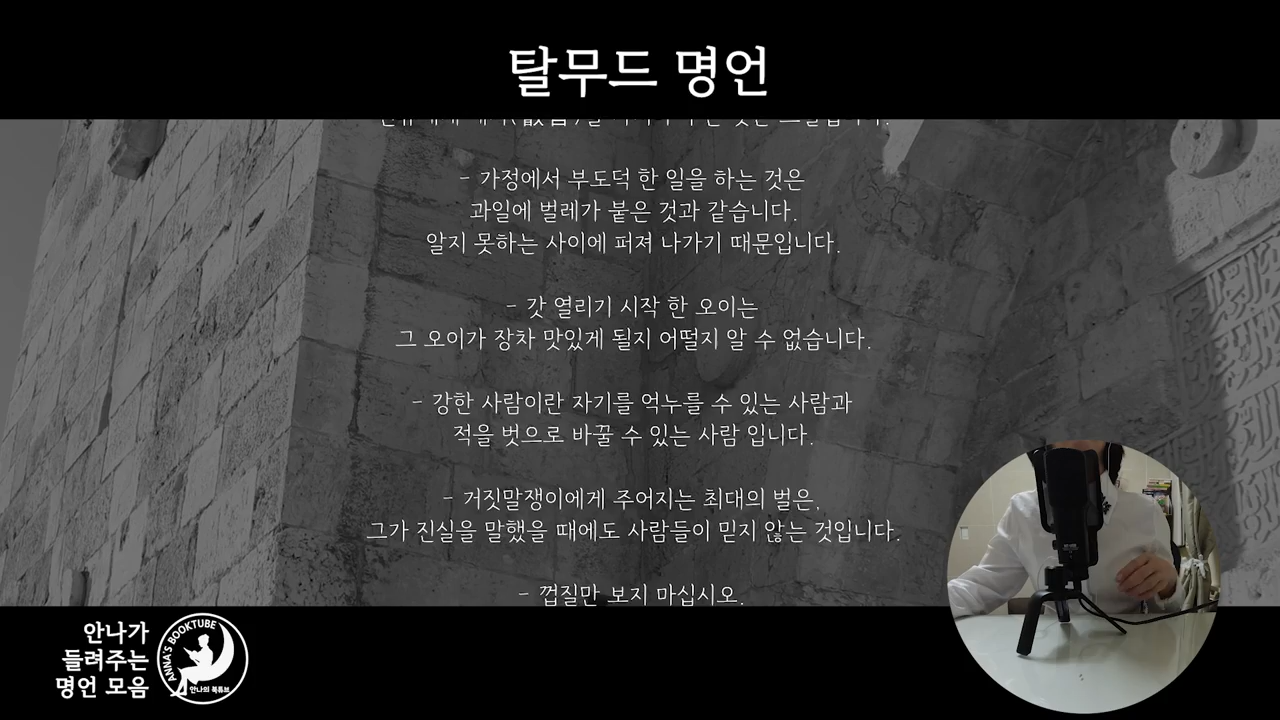 탈무드 명언
- 가정에서 부도덕 한 일을 하는 것은
과일에 벌레가 붙은 것과 같습니다.
알지 못하는 사이에 퍼져 나가기 때문입니다.
- 갓 열리기 시작 한 오이는
그 오이가 장차 맛있게 될지 어떨지 알 수 없습니다.
- 강한 사람이란 자기를 억누를 수 있는 사람과
적을 벗으로 바꿀 수 있는 사람 입니다.
- 거짓말쟁이에게 주어지는 최대의 벌은,
그가 진실을 말했을 때에도 사람들이 믿지 않는 것입니다.
- 껍질만 보지 마십시오.
안나가
들려주는
명언 모음
ANNA'S BOOKTUBE
안나의 북튜브